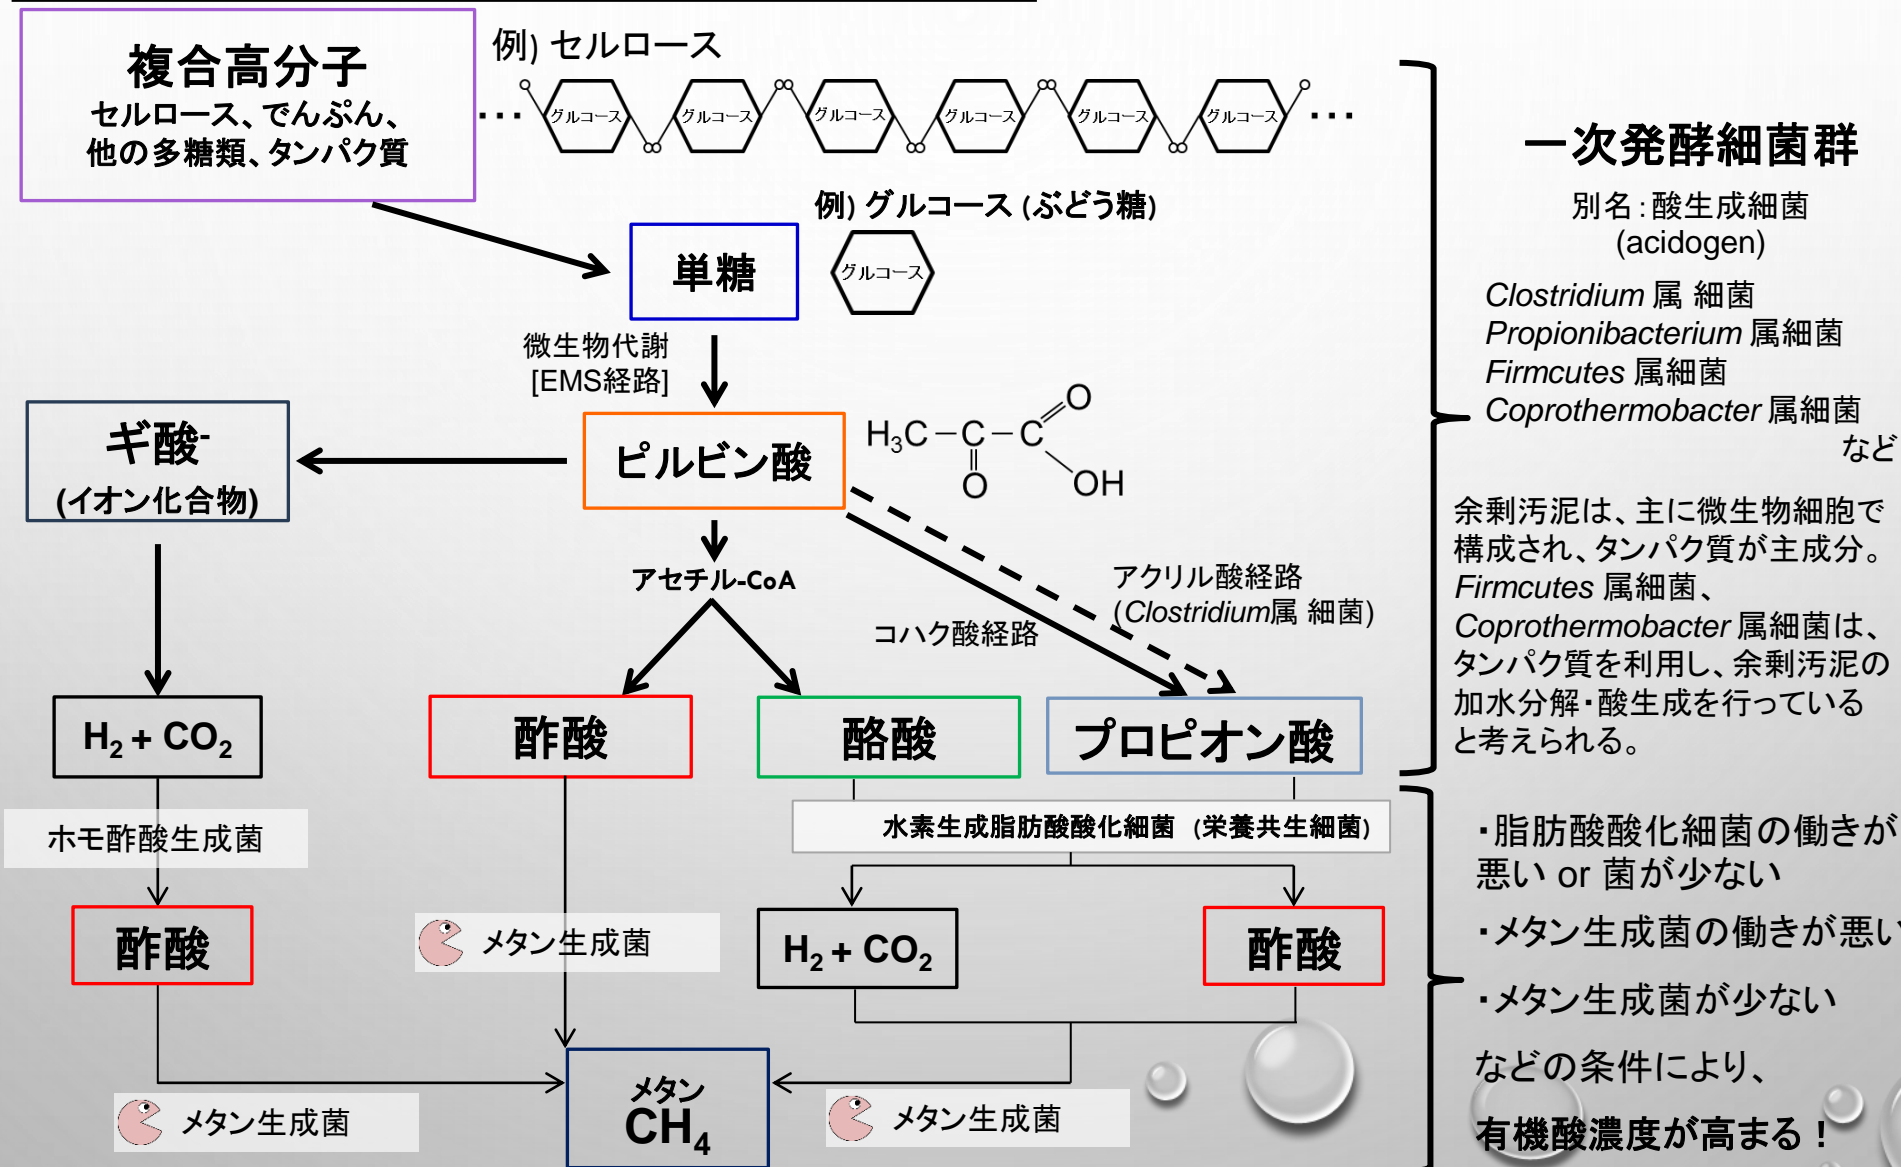 複合高分子
セルロース、でんぷん、
他の多糖類、タンパク質
例) セルロース
… グルコース グルコース グルコース グルコース グルコース グルコース …
例) グルコース (ぶどう糖)
単糖
グルコース
微生物代謝
[EMS経路]
ギ酸-
(イオン化合物)
ピルビン酸
H3C－C－C
O
O
OH
アセチル-CoA
アクリル酸経路
(Clostridium属 細菌)
コハク酸経路
H2 + CO2
酢酸
酪酸
プロピオン酸
ホモ酢酸生成菌
水素生成脂肪酸酸化細菌 (栄養共生細菌)
酢酸
メタン生成菌
H2 + CO2
酢酸
メタン生成菌
メタン
CH4
メタン生成菌
一次発酵細菌群
別名：酸生成細菌
(acidogen)
Clostridium 属 細菌
Propionibacterium 属細菌
Firmcutes 属細菌
Coprothermobacter 属細菌
など
余剰汚泥は、主に微生物細胞で
構成され、タンパク質が主成分。
Firmcutes 属細菌、
Coprothermobacter 属細菌は、
タンパク質を利用し、余剰汚泥の
加水分解・酸生成を行っている
と考えられる。
・脂肪酸酸化細菌の働きが
悪い or 菌が少ない
・メタン生成菌の働きが悪い
・メタン生成菌が少ない
などの条件により、
有機酸濃度が高まる！